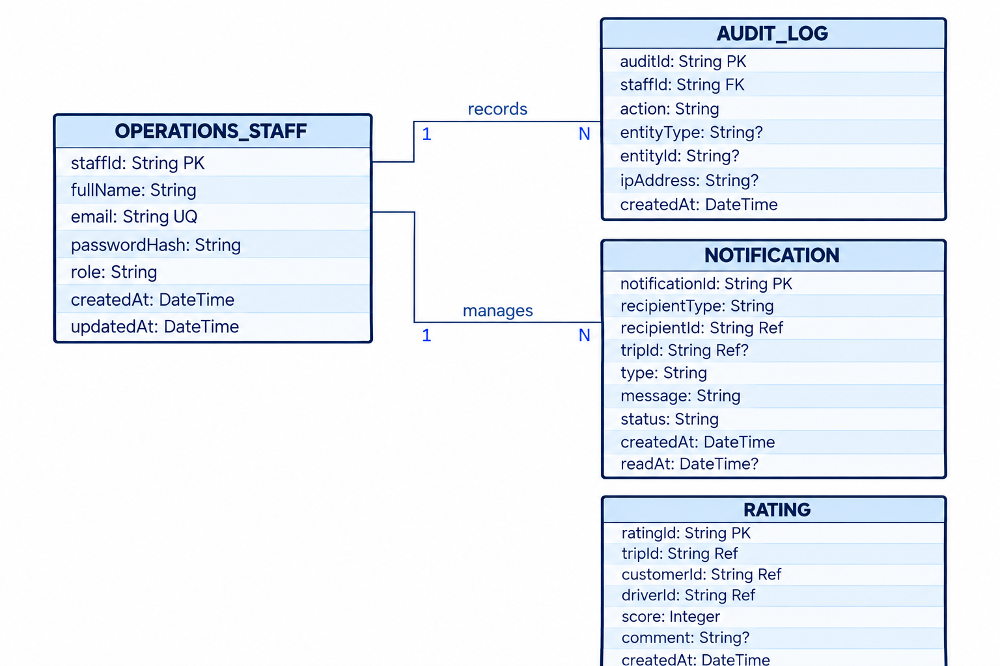 OPERATIONS_STAFF
staffId: String PK
fullName: String
email: String UQ
passwordHash: String
role: String
createdAt: DateTime
updatedAt: DateTime
records
1
N
manages
1
N
AUDIT_LOG
auditId: String PK
staffId: String FK
action: String
entityType: String?
entityId: String?
ipAddress: String?
createdAt: DateTime
NOTIFICATION
notificationId: String PK
recipientType: String
recipientId: String Ref
tripId: String Ref?
type: String
message: String
status: String
createdAt: DateTime
readAt: DateTime?
RATING
ratingId: String PK
tripId: String Ref
customerId: String Ref
driverId: String Ref
score: Integer
comment: String?
createdAt: DateTime